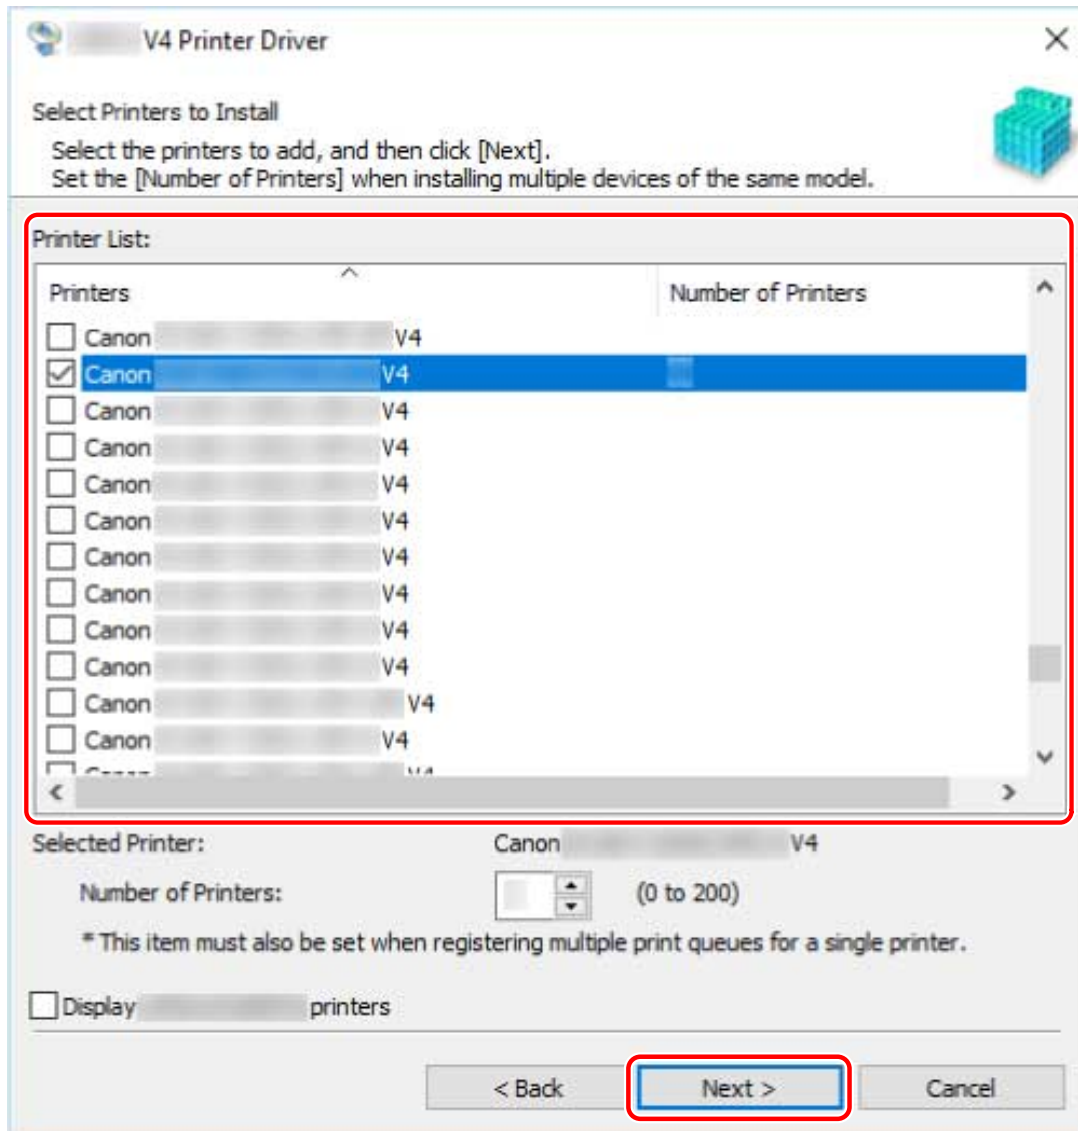 V4 Printer Driver
Select Printers to Install
Select the printers to add, and then click [Next].
Set the [Number of Printers] when installing multiple devices of the same model.
Printer List:
Printers Number of Printers
Canon V4
Canon V4
Canon V4
Canon V4
Canon V4
Canon V4
Canon V4
Canon V4
Canon V4
Canon V4
Canon V4
Canon V4
Canon V4
Selected Printer: Canon V4
Number of Printers: (0 to 200)
* This item must also be set when registering multiple print queues for a single printer.
Display printers
< Back Next > Cancel